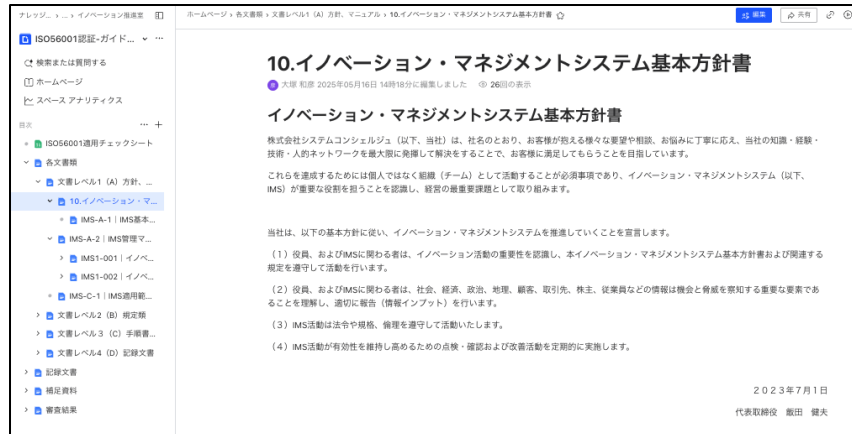 ナレッジ... › ... › イノベーション推進室
ISO56001認証-ガイド...
検索または質問する
ホームページ
スペース アナリティクス
目次
ISO56001適用チェックシート
各文書類
文書レベル1（A）方針、...
10.イノベーション・マ...
IMS-A-1｜IMS基本...
IMS-A-2｜IMS管理マ...
IMS1-001｜イノベ...
IMS1-002｜イノベ...
IMS-C-1｜IMS適用範...
文書レベル2（B）規定類
文書レベル３（C）手順書...
文書レベル4（D）記録文書
記録文書
補足資料
審査結果
ホームページ › 各文書類 › 文書レベル1（A）方針、マニュアル › 10.イノベーション・マネジメントシステム基本方針書
編集
共有
10.イノベーション・マネジメントシステム基本方針書
大塚 和彦 2025年05月16日 14時18分に編集しました 26回の表示
イノベーション・マネジメントシステム基本方針書
株式会社システムコンシェルジュ（以下、当社）は、社名のとおり、お客様が抱える様々な要望や相談、お悩みに丁寧に応え、当社の知識・経験・
技術・人的ネットワークを最大限に発揮して解決をすることで、お客様に満足してもらうことを目指しています。
これらを達成するためには個人ではなく組織（チーム）として活動することが必須事項であり、イノベーション・マネジメントシステム（以下、
IMS）が重要な役割を担うことを認識し、経営の最重要課題として取り組みます。
当社は、以下の基本方針に従い、イノベーション・マネジメントシステムを推進していくことを宣言します。
（１）役員、およびIMSに関わる者は、イノベーション活動の重要性を認識し、本イノベーション・マネジメントシステム基本方針書および関連する
規定を遵守して活動を行います。
（２）役員、およびIMSに関わる者は、社会、経済、政治、地理、顧客、取引先、株主、従業員などの情報は機会と脅威を察知する重要な要素であ
ることを理解し、適切に報告（情報インプット）を行います。
（３）IMS活動は法令や規格、倫理を遵守して活動いたします。
（４）IMS活動が有効性を維持し高めるための点検・確認および改善活動を定期的に実施します。
２０２３年７月１日
代表取締役 飯田 健夫